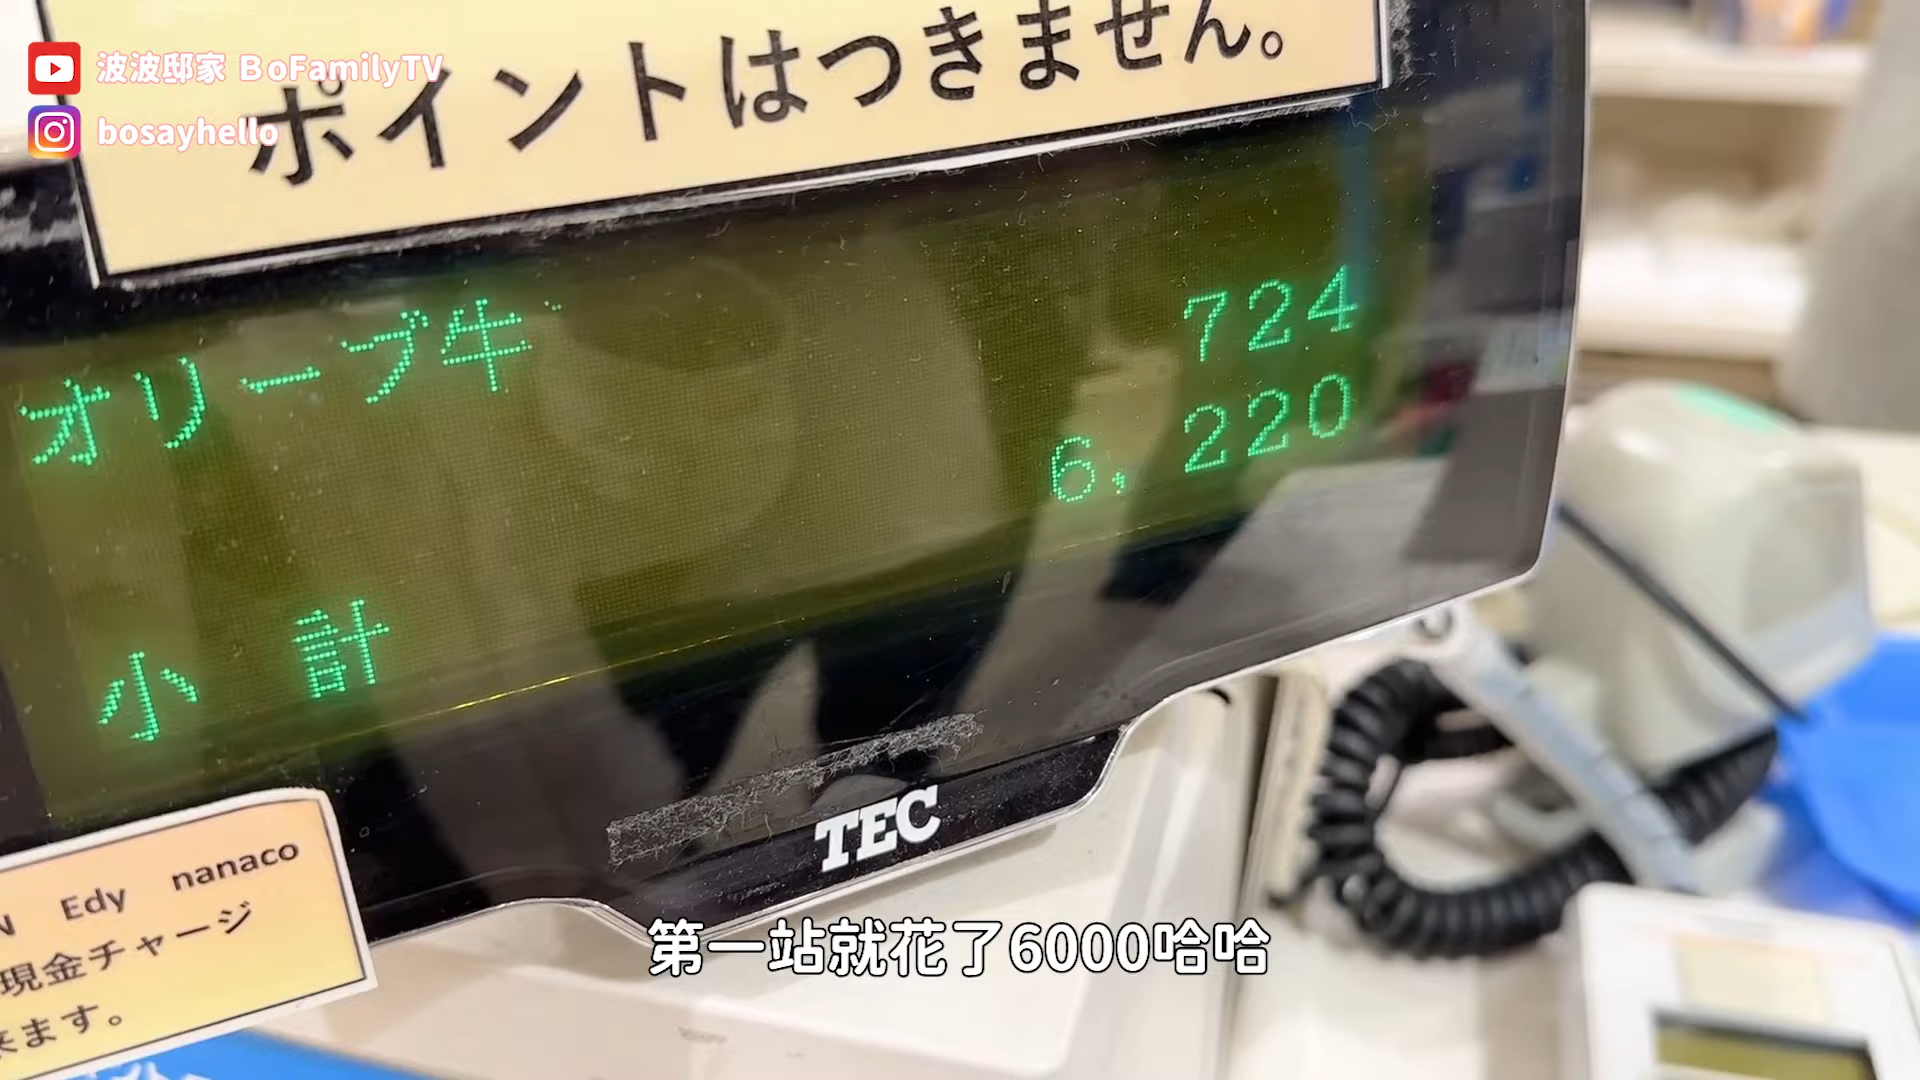 波波邸家 BoFamilyTV
bosayhello
ポイントはつきません。
オリーブ牛 724
6,220
小 計
TEC
N Edy nanaco
現金チャージ
来ます。
第一站就花了6000哈哈